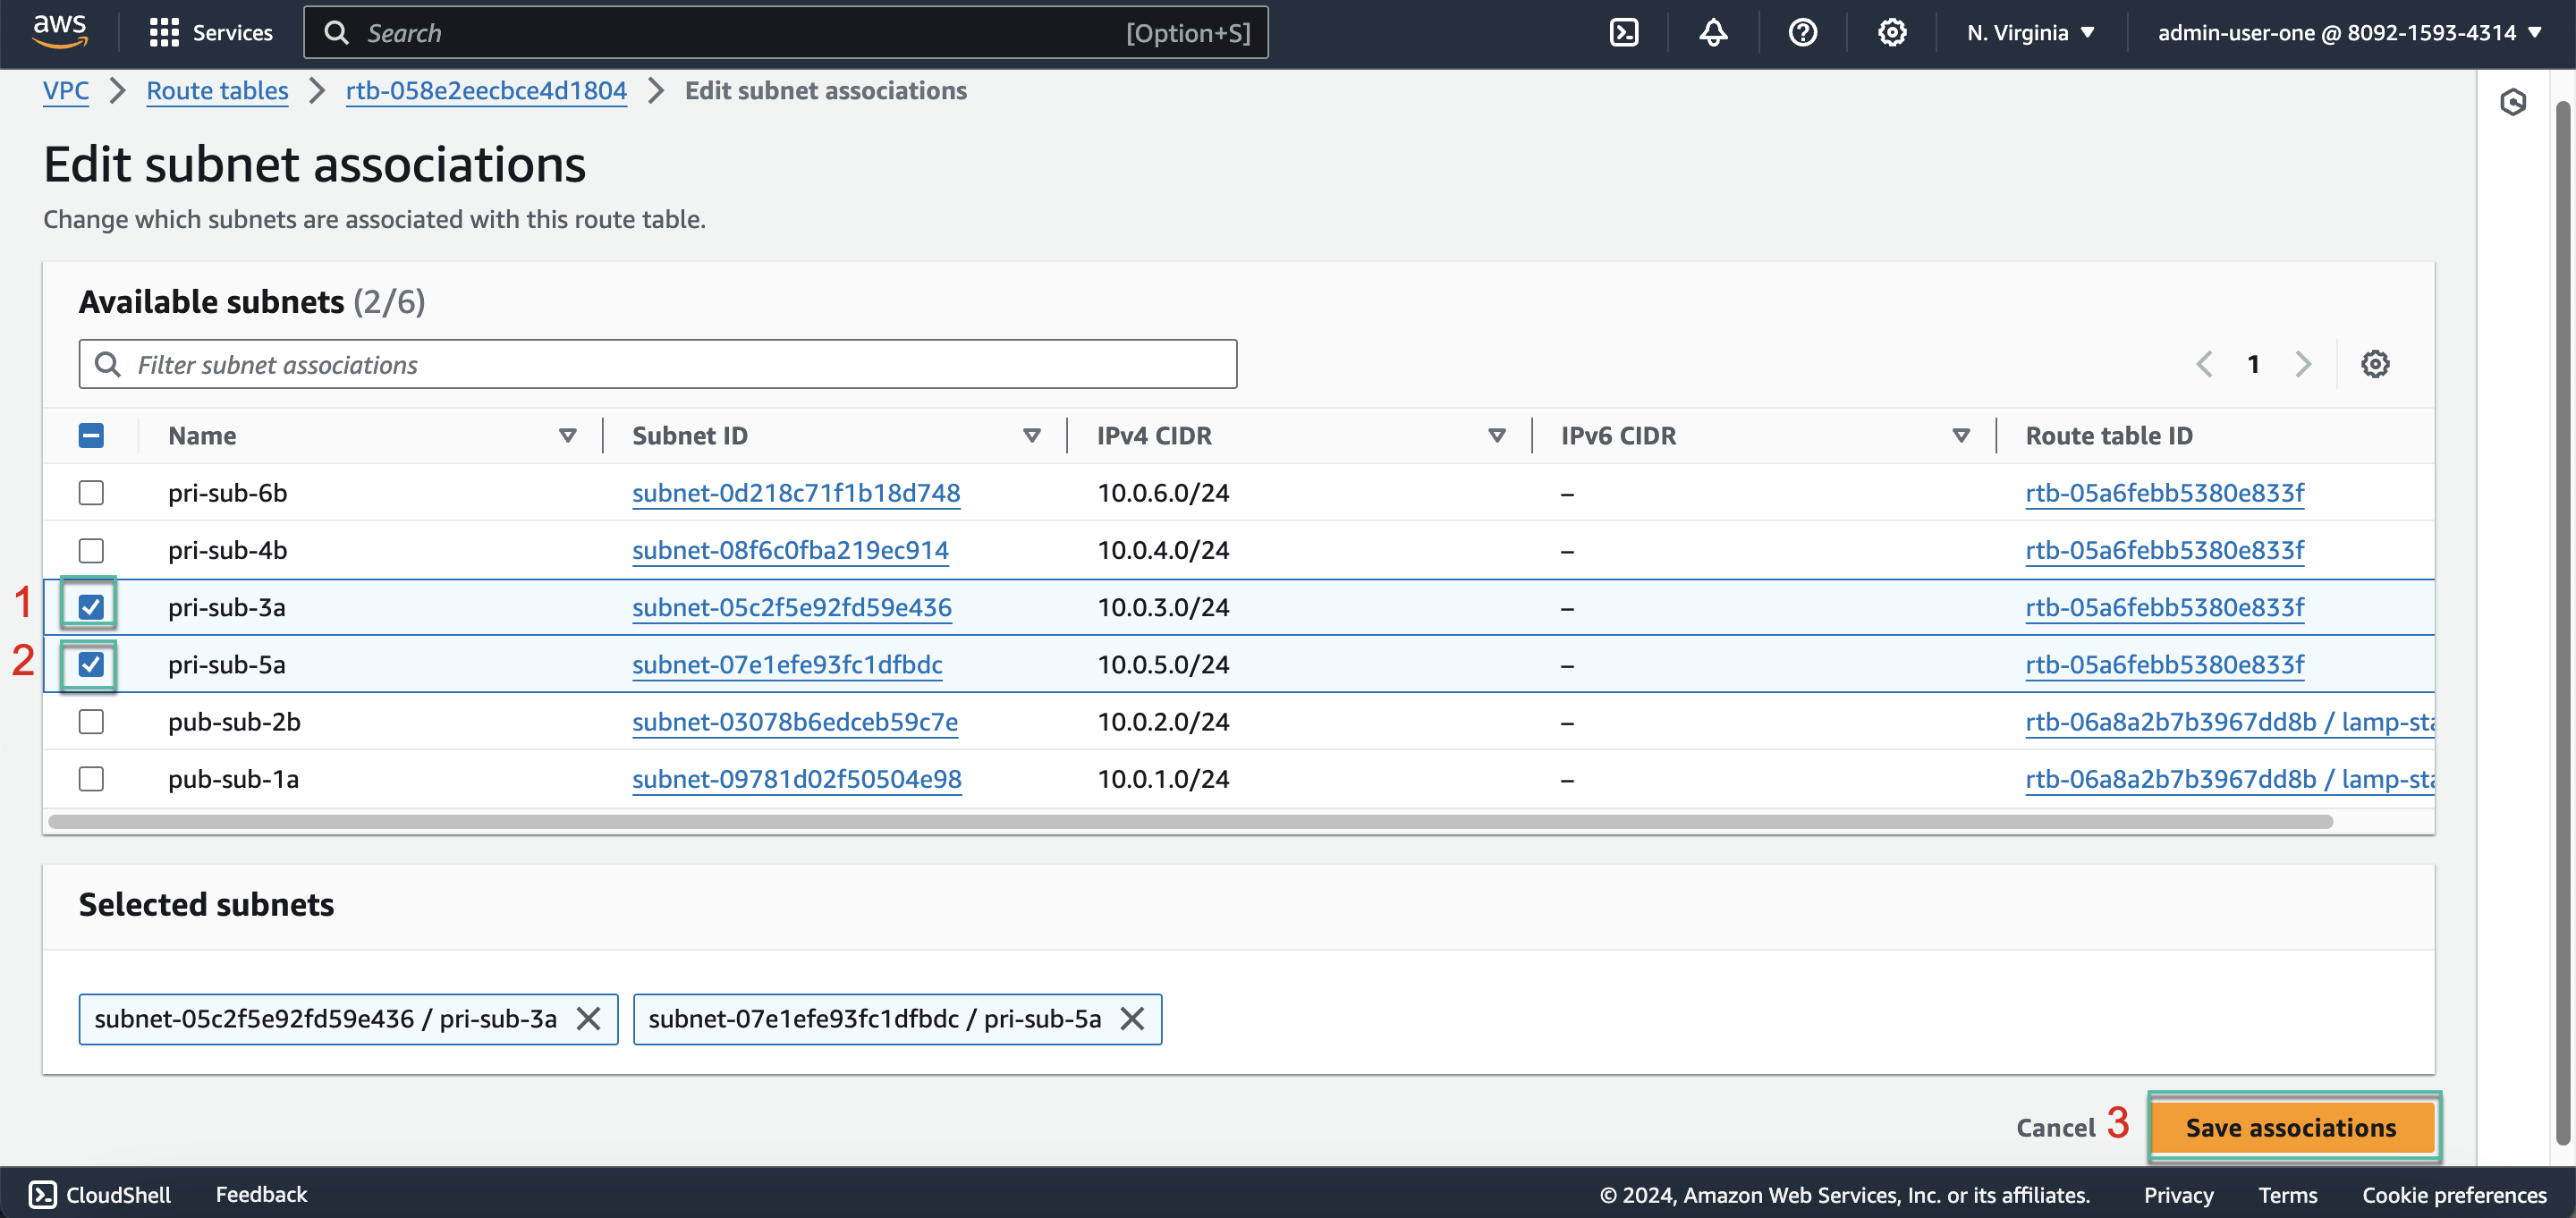 aws Services Search [Option+S] N. Virginia admin-user-one @ 8092-1593-4314
VPC Route tables rtb-058e2eecbce4d1804 Edit subnet associations
Edit subnet associations
Change which subnets are associated with this route table.
Available subnets (2/6)
Filter subnet associations 1
Name Subnet ID IPv4 CIDR IPv6 CIDR Route table ID
pri-sub-6b subnet-0d218c71f1b18d748 10.0.6.0/24 – rtb-05a6febb5380e833f
pri-sub-4b subnet-08f6c0fba219ec914 10.0.4.0/24 – rtb-05a6febb5380e833f
1 pri-sub-3a subnet-05c2f5e92fd59e436 10.0.3.0/24 – rtb-05a6febb5380e833f
2 pri-sub-5a subnet-07e1efe93fc1dfbdc 10.0.5.0/24 – rtb-05a6febb5380e833f
pub-sub-2b subnet-03078b6edceb59c7e 10.0.2.0/24 – rtb-06a8a2b7b3967dd8b / lamp-sta
pub-sub-1a subnet-09781d02f50504e98 10.0.1.0/24 – rtb-06a8a2b7b3967dd8b / lamp-sta
Selected subnets
subnet-05c2f5e92fd59e436 / pri-sub-3a subnet-07e1efe93fc1dfbdc / pri-sub-5a
Cancel 3 Save associations
CloudShell Feedback © 2024, Amazon Web Services, Inc. or its affiliates. Privacy Terms Cookie preferences